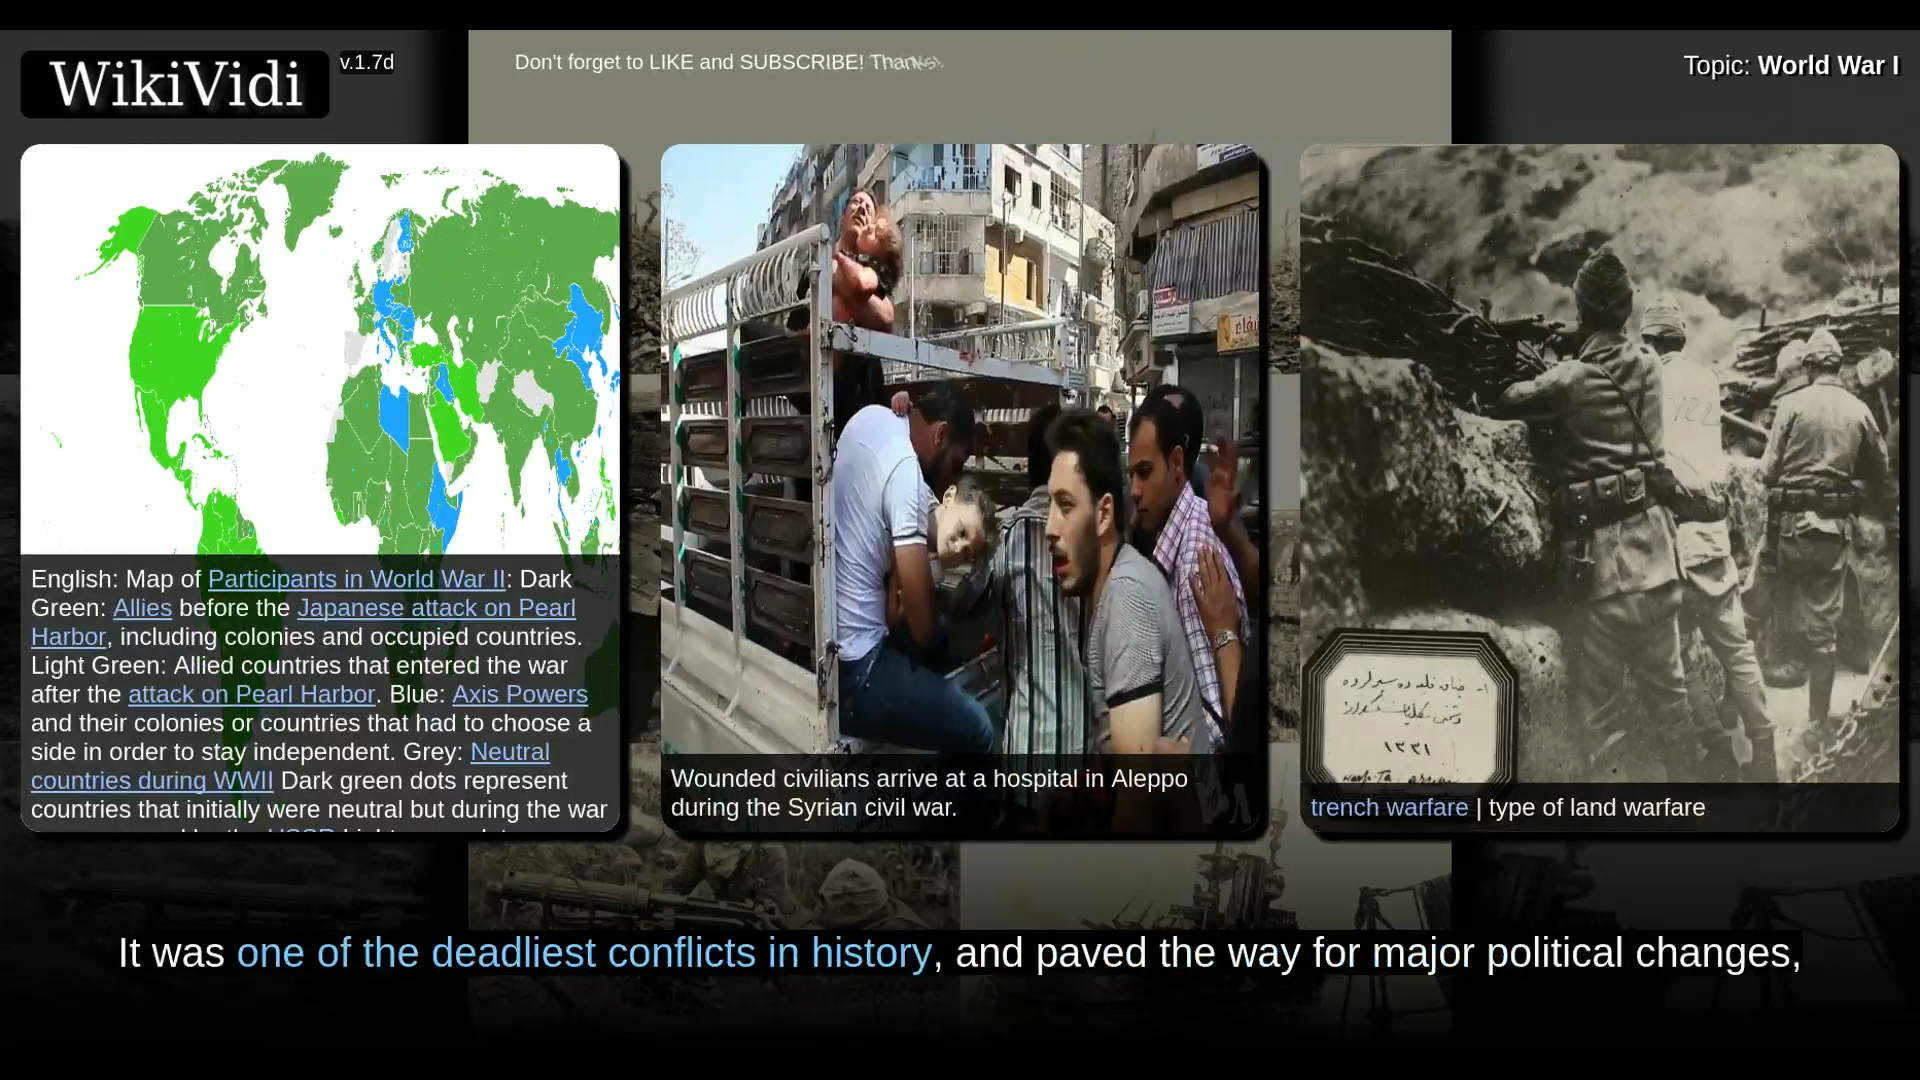 WikiVidi
v.1.7d
Don't forget to LIKE and SUBSCRIBE! Thanks!
Topic: World War I
English: Map of Participants in World War II: Dark
Green: Allies before the Japanese attack on Pearl
Harbor, including colonies and occupied countries.
Light Green: Allied countries that entered the war
after the attack on Pearl Harbor. Blue: Axis Powers
and their colonies or countries that had to choose a
side in order to stay independent. Grey: Neutral
countries during WWII Dark green dots represent
countries that initially were neutral but during the war
Wounded civilians arrive at a hospital in Aleppo
during the Syrian civil war.
١٣٣١
trench warfare | type of land warfare
It was one of the deadliest conflicts in history, and paved the way for major political changes,